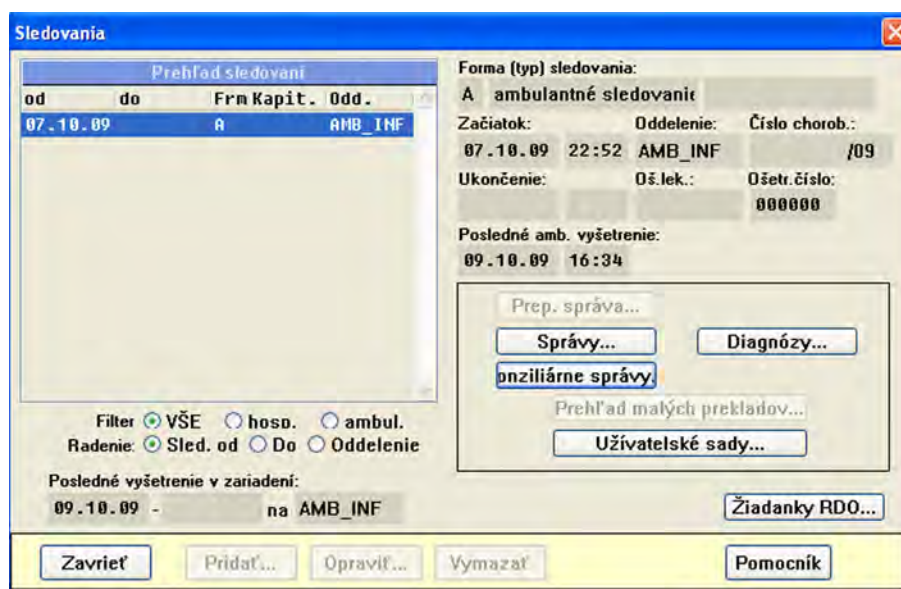 Sledovania
Prehľad sledovaní
od do Frm Kapit. Odd.
07.10.09 A AMB_INF
Filter VŠE hosp. ambul.
Radenie: Sled. od Do Oddelenie
Posledné vyšetrenie v zariadení:
09.10.09 - na AMB_INF
Forma (typ) sledovania:
A ambulantné sledovanie
Začiatok: Oddelenie: Číslo chorob.:
07.10.09 22:52 AMB_INF /09
Ukončenie: Oš.lek.: Ošetr.číslo:
000000
Posledné amb. vyšetrenie:
09.10.09 16:34
Prep. správa...
Správy... Diagnózy...
onziliárne správy.
Prehľad malých prekladov...
Užívatelské sady...
Žiadanky RDO...
Zavrieť Pridať... Opraviť... Vymazať Pomocník